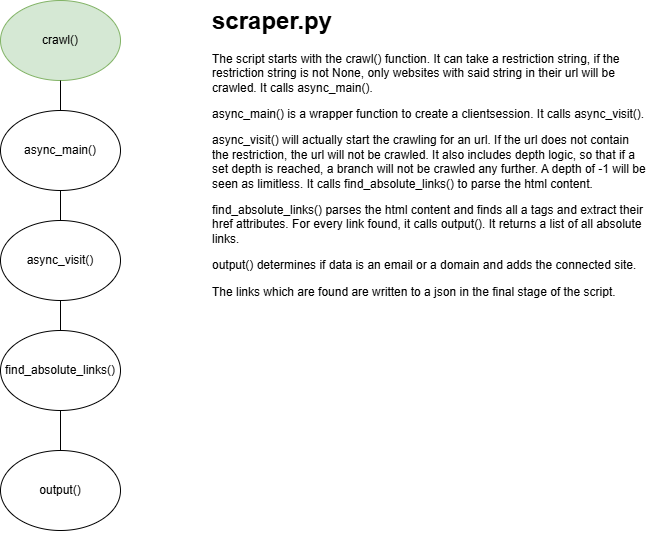 crawl()
async_main()
async_visit()
find_absolute_links()
output()
scraper.py
The script starts with the crawl() function. It can take a restriction string, if the
restriction string is not None, only websites with said string in their url will be
crawled. It calls async_main().
async_main() is a wrapper function to create a clientsession. It calls async_visit().
async_visit() will actually start the crawling for an url. If the url does not contain
the restriction, the url will not be crawled. It also includes depth logic, so that if a
set depth is reached, a branch will not be crawled any further. A depth of -1 will be
seen as limitless. It calls find_absolute_links() to parse the html content.
find_absolute_links() parses the html content and finds all a tags and extract their
href attributes. For every link found, it calls output(). It returns a list of all absolute
links.
output() determines if data is an email or a domain and adds the connected site.
The links which are found are written to a json in the final stage of the script.